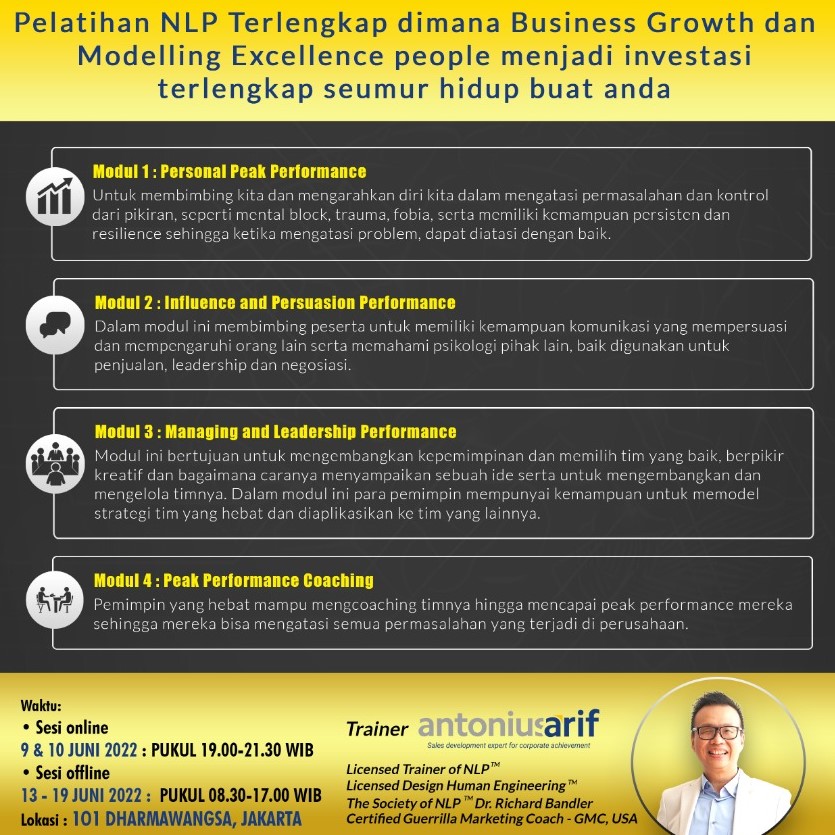 Pelatihan NLP Terlengkap dimana Business Growth dan
Modelling Excellence people menjadi investasi
terlengkap seumur hidup buat anda
Modul 1 : Personal Peak Performance
Untuk membimbing kita dan mengarahkan diri kita dalam mengatasi permasalahan dan kontrol
dari pikiran, seperti mental block, trauma, fobia, serta memiliki kemampuan persisten dan
resilience sehingga ketika mengatasi problem, dapat diatasi dengan baik.
Modul 2 : Influence and Persuasion Performance
Dalam modul ini membimbing peserta untuk memiliki kemampuan komunikasi yang mempersuasi
dan mempengaruhi orang lain serta memahami psikologi pihak lain, baik digunakan untuk
penjualan, leadership dan negosiasi.
Modul 3 : Managing and Leadership Performance
Modul ini bertujuan untuk mengembangkan kepemimpinan dan memilih tim yang baik, berpikir
kreatif dan bagaimana caranya menyampaikan sebuah ide serta untuk mengembangkan dan
mengelola timnya. Dalam modul ini para pemimpin mempunyai kemampuan untuk memodel
strategi tim yang hebat dan diaplikasikan ke tim yang lainnya.
Modul 4 : Peak Performance Coaching
Pemimpin yang hebat mampu mengcoaching timnya hingga mencapai peak performance mereka
sehingga mereka bisa mengatasi semua permasalahan yang terjadi di perusahaan.
Waktu:
• Sesi online
9 & 10 JUNI 2022 : PUKUL 19.00-21.30 WIB
• Sesi offline
13 - 19 JUNI 2022 : PUKUL 08.30-17.00 WIB
Lokasi : 101 DHARMAWANGSA, JAKARTA
Trainer antoniusarif
Sales development expert for corporate achievement
Licensed Trainer of NLP™
Licensed Design Human Engineering™
The Society of NLP™ Dr. Richard Bandler
Certified Guerrilla Marketing Coach - GMC, USA